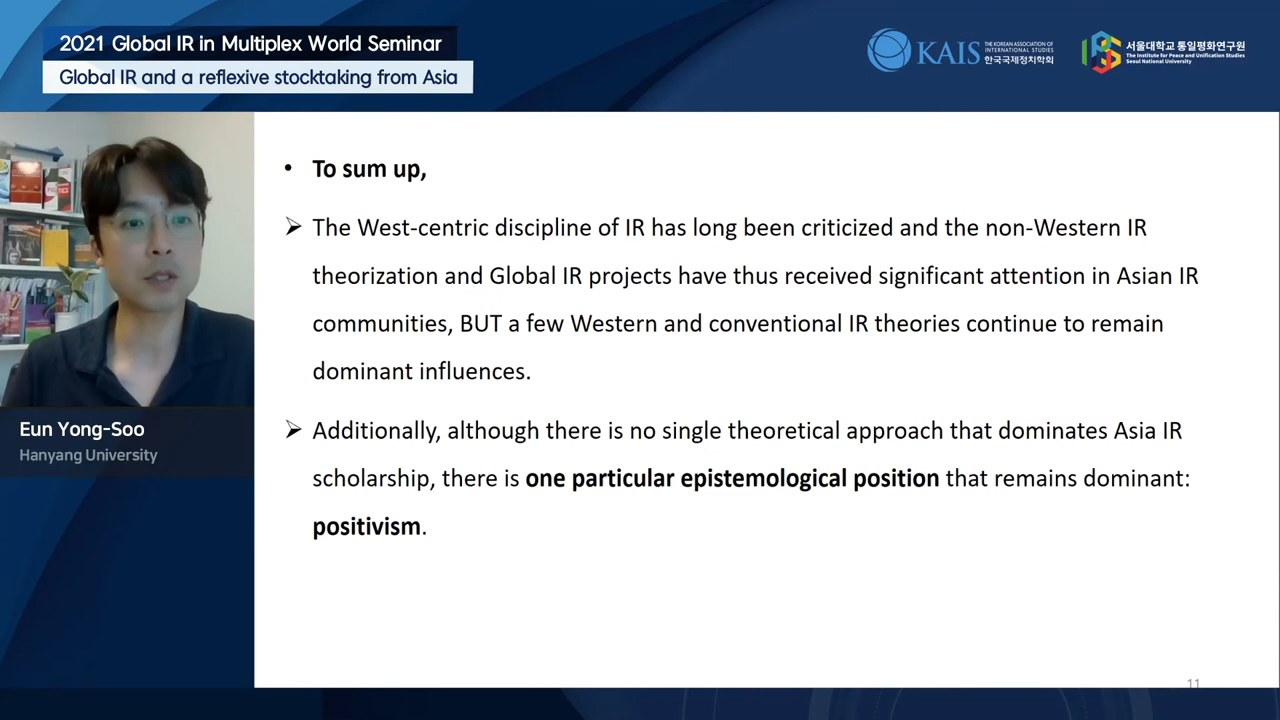 2021 Global IR in Multiplex World Seminar
Global IR and a reflexive stocktaking from Asia
KAIS
THE KOREAN ASSOCIATION OF
INTERNATIONAL STUDIES
한국국제정치학회
서울대학교 통일평화연구원
The Institute for Peace and Unification Studies
Seoul National University
• To sum up,
➢ The West-centric discipline of IR has long been criticized and the non-Western IR
theorization and Global IR projects have thus received significant attention in Asian IR
communities, BUT a few Western and conventional IR theories continue to remain
dominant influences.
➢ Additionally, although there is no single theoretical approach that dominates Asia IR
scholarship, there is one particular epistemological position that remains dominant:
positivism.
Eun Yong-Soo
Hanyang University
11